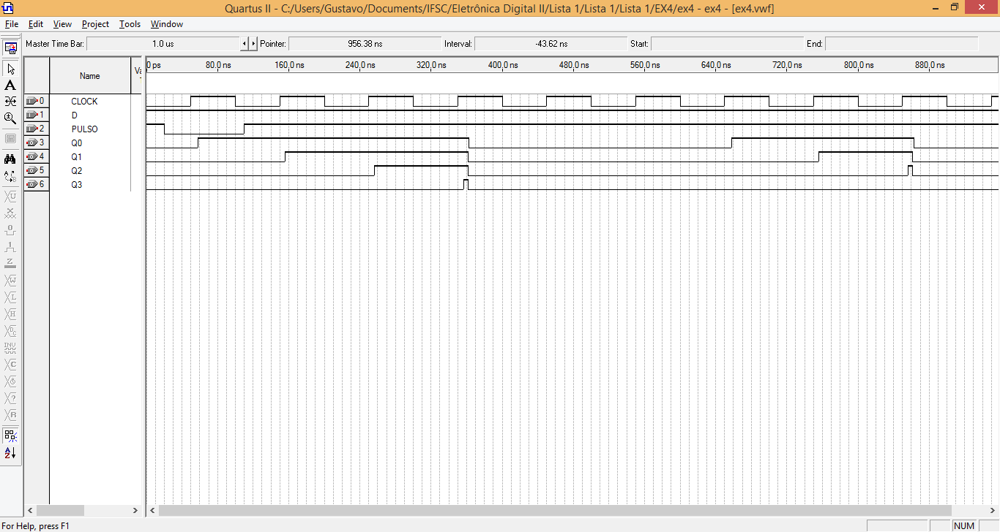 Quartus II - C:/Users/Gustavo/Documents/IFSC/Eletrônica Digital II/Lista 1/Lista 1/Lista 1/EX4/ex4 - ex4 - [ex4.vwf]
File Edit View Project Tools Window
Master Time Bar: 1.0 us Pointer: 956.38 ns Interval: -43.62 ns Start: End:
Name
0 ps 80.0 ns 160.0 ns 240.0 ns 320.0 ns 400.0 ns 480.0 ns 560.0 ns 640.0 ns 720.0 ns 800.0 ns 880.0 ns
0 CLOCK
1 D
2 PULSO
3 Q0
4 Q1
5 Q2
6 Q3
For Help, press F1
NUM